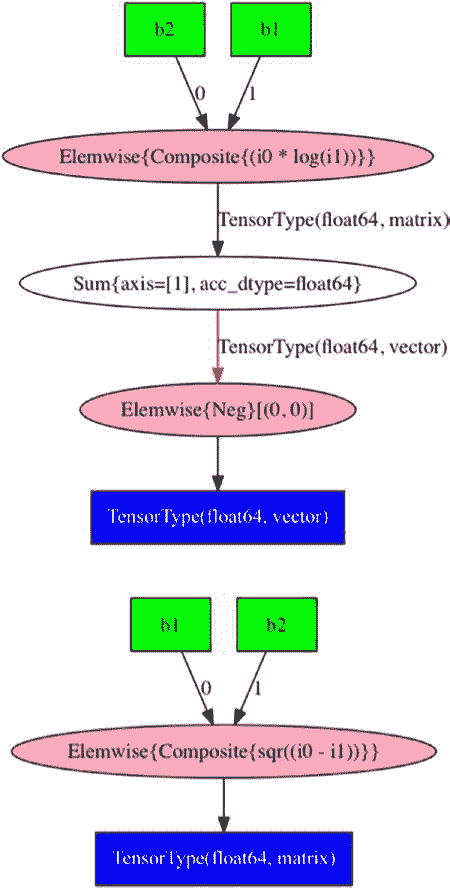 b2 b1
0 1
Elemwise{Composite{(i0 * log(i1))}}
TensorType(float64, matrix)
Sum{axis=[1], acc_dtype=float64}
TensorType(float64, vector)
Elemwise{Neg}[(0, 0)]
TensorType(float64, vector)
b1 b2
0 1
Elemwise{Composite{sqr((i0 - i1))}}
TensorType(float64, matrix)